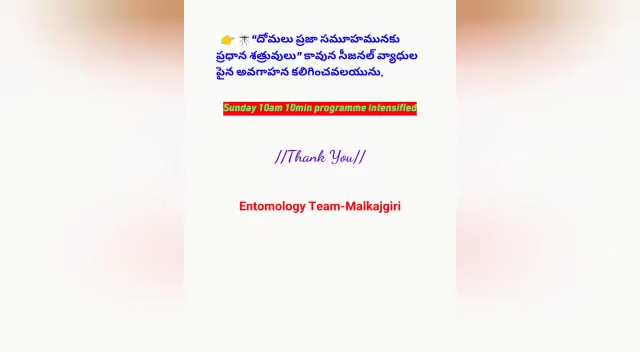 👉 🦟"దోమలు ప్రజా సమూహమునకు
ప్రధాన శత్రువులు" కావున సీజనల్ వ్యాధుల
పైన అవగాహన కలిగించవలయును.
Sunday 10am 10min programme intensified
//Thank You//
Entomology Team-Malkajgiri